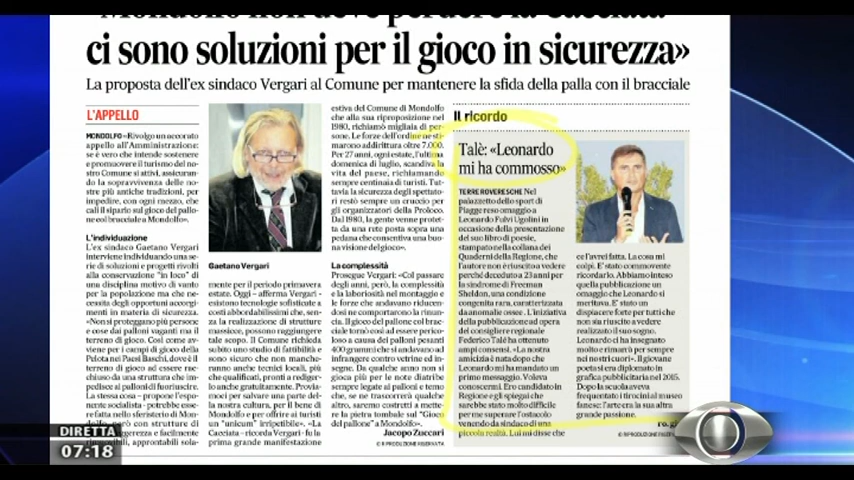 ci sono soluzioni per il gioco in sicurezza»
La proposta dell'ex sindaco Vergari al Comune per mantenere la sfida della palla con il bracciale
L'APPELLO
MONDOLFO «Rivolgo un accorato
appello all'Amministrazione:
se è vero che intende sostenere
e promuovere il turismo del no-
stro Comune si attivi, assicuran-
do la sopravvivenza delle no-
stre più antiche tradizioni, per
impedire, con ogni mezzo, che
cali il sipario sul gioco del pallo-
ne col bracciale a Mondolfo».
L'individuazione
L'ex sindaco Gaetano Vergari
interviene individuando una se-
rie di soluzioni e progetti rivolti
alla conservazione "in loco" di
una disciplina motivo di vanto
per la popolazione ma che ne-
cessita degli opportuni accorgi-
menti in materia di sicurezza.
«Non si proteggano più persone
e cose dai palloni vaganti ma il
terreno di gioco. Così come av-
viene per i campi di gioco della
Pelota nei Paesi Baschi, dove è il
terreno di gioco ad essere rac-
chiuso da una struttura che im-
pedisce ai palloni di fuoriuscire.
La stessa cosa - propone l'espo-
nente socialista - potrebbe esse-
re fatta nello sferisterio di Mon-
però con strutture di
e facilmente
approntabili sola-
Gaetano Vergari
mente per il periodo primavera
estate. Oggi – afferma Vergari -
esistono tecnologie sofisticate a
costi abbordabilissimi che, sen-
za la realizzazione di strutture
massicce, possono raggiungere
tale scopo. Il Comune richieda
subito uno studio di fattibilità e
sono sicuro che non manche-
ranno anche tecnici locali, più
che qualificati, pronti a rediger-
lo anche gratuitamente. Provia-
moci per salvare una parte del-
la nostra cultura, per il bene di
Mondolfo e per offrire ai turisti
un "unicum" irripetibile». «La
Cacciata – ricorda Vergari - fu la
prima grande manifestazione
estiva del Comune di Mondolfo
che alla sua riproposizione nel
1980, richiamò migliaia di per-
sone. Le forze dell'ordine ne sti-
marono addirittura oltre 7.000.
Per 27 anni, ogni estate, l'ultima
domenica di luglio, scandiva la
vita del paese, richiamando
sempre centinaia di turisti. Tut-
tavia la sicurezza degli spettato-
ri restò sempre un cruccio per
gli organizzatori della Proloco.
Dal 1980, la gente venne protet-
ta da una rete posta sopra una
pedana che consentiva una buo-
na visione del gioco».
La complessità
Prosegue Vergari: «Col passare
degli anni, però, la complessità
e la laboriosità nel montaggio e
le forze che andavano riducen-
dosi ne comportarono la rinun-
cia. Il gioco del pallone col brac-
ciale tornò così ad essere perico-
loso a causa dei palloni pesanti
400 grammi che si andavano ad
infrangere contro vetrine ed in-
segne. Da qualche anno non si
gioca più per le note diatribe
sempre legate ai palloni e temo
che, se ne trascorrerà qualche
altro, saremo costretti a mette-
re la pietra tombale sul "Gioco
del pallone" a Mondolfo».
Jacopo Zuccari
© RIPRODUZIONE RISERVATA
Il ricordo
Talè: «Leonardo
mi ha commosso»
TERRE ROVERESCHE Nel
palazzetto dello sport di
Piagge reso omaggio a
Leonardo Fulvi Ugolini in
occasione della presentazione
del suo libro di poesie,
stampato nella collana dei
Quaderni della Regione, che
l'autore non è riuscito a vedere
perché deceduto a 23 anni per
la sindrome di Freeman
Sheldon, una condizione
congenita rara, caratterizzata
da anomalie ossee. L'iniziativa
della pubblicazione ad opera
del consigliere regionale
Federico Talè ha ottenuto
ampi consensi. «La nostra
amicizia è nata dopo che
Leonardo mi ha mandato un
primo messaggio. Voleva
conoscermi. Ero candidato in
Regione e gli spiegai che
sarebbe stato molto difficile
per me superare l'ostacolo
venendo da sindaco di una
piccola realtà. Lui mi disse che
ce l'avrei fatta. La cosa mi
colpì. E' stato commovente
ricordarlo. Abbiamo inteso
quella pubblicazione un
omaggio che Leonardo si
meritava. E' stato un
dispiacere forte per tutti che
non sia riuscito a vedere
realizzato il suo sogno.
Leonardo ci ha insegnato
molto e rimarrà per sempre
nei nostri cuori». Il giovane
poeta si era diplomato in
grafica pubblicitaria nel 2015.
Dopo la scuola aveva
frequentato i tirocini al museo
fanese: l'arte era la sua altra
grande passione.
© RIPRODUZIONE
DIRETTA
07:18